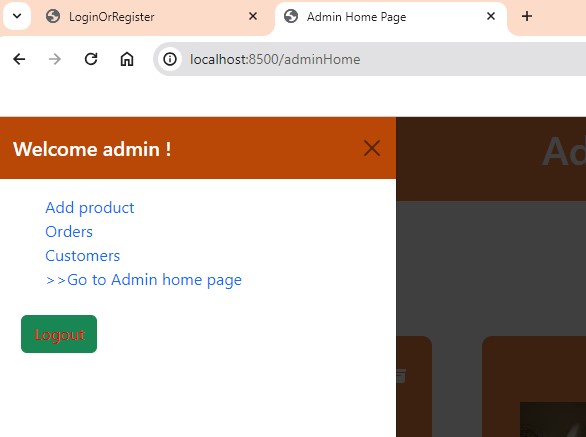 LoginOrRegister
Admin Home Page
localhost:8500/adminHome
Welcome admin !
Ad
Add product
Orders
Customers
>>Go to Admin home page
Logout